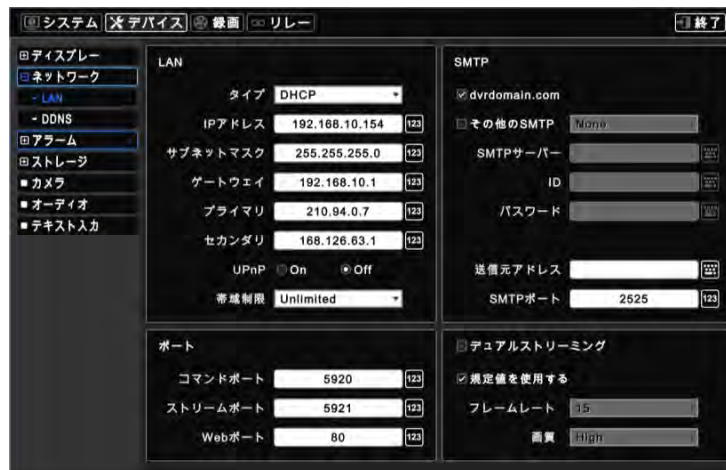 システム デバイス 録画 リレー 終了
ディスプレー
ネットワーク
- LAN
- DDNS
アラーム
ストレージ
カメラ
オーディオ
テキスト入力
LAN
タイプ DHCP
IPアドレス 192.168.10.154 123
サブネットマスク 255.255.255.0 123
ゲートウェイ 192.168.10.1 123
プライマリ 210.94.0.7 123
セカンダリ 168.126.63.1 123
UPnP On Off
帯域制限 Unlimited
SMTP
dvrdomain.com
その他のSMTP None
SMTPサーバー
ID
パスワード
送信元アドレス
SMTPポート 2525 123
ポート
コマンドポート 5920 123
ストリームポート 5921 123
Webポート 80 123
デュアルストリーミング
規定値を使用する
フレームレート 15
画質 High